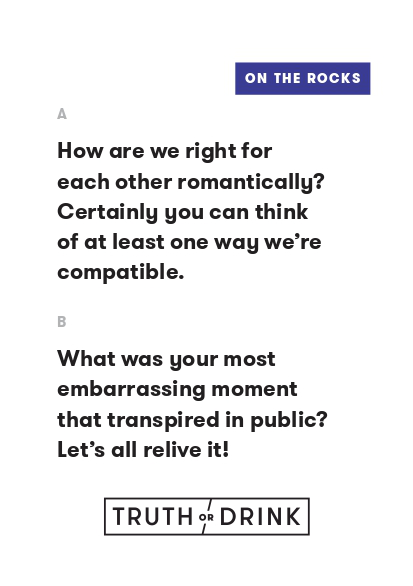 ON THE ROCKS
A
How are we right for
each other romantically?
Certainly you can think
of at least one way we’re
compatible.
B
What was your most
embarrassing moment
that transpired in public?
Let’s all relive it!
TRUTH OR DRINK